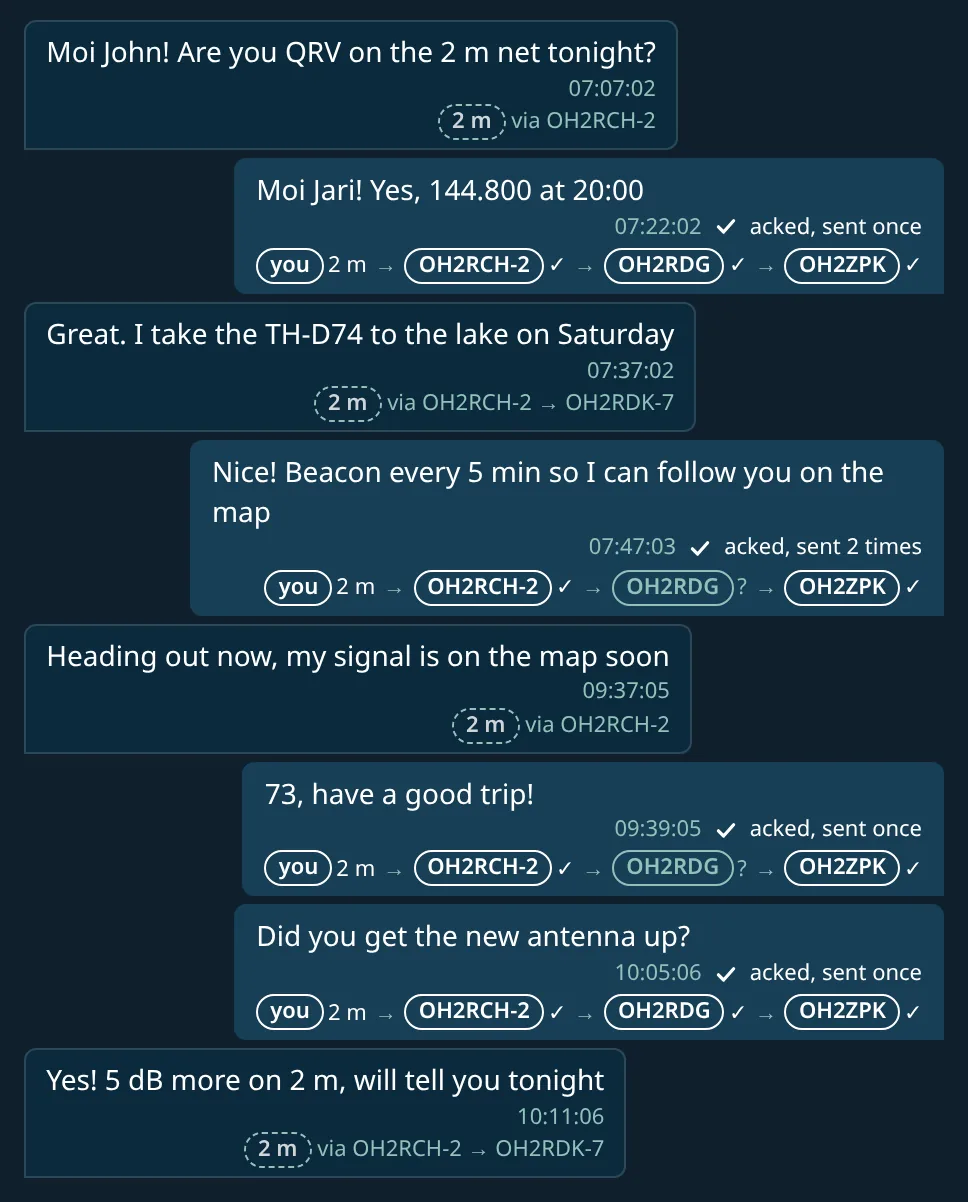 Moi John! Are you QRV on the 2 m net tonight?
07:07:02
2 m via OH2RCH-2
Moi Jari! Yes, 144.800 at 20:00
07:22:02 ✓ acked, sent once
you 2 m → OH2RCH-2 ✓ → OH2RDG ✓ → OH2ZPK ✓
Great. I take the TH-D74 to the lake on Saturday
07:37:02
2 m via OH2RCH-2 → OH2RDK-7
Nice! Beacon every 5 min so I can follow you on the
map
07:47:03 ✓ acked, sent 2 times
you 2 m → OH2RCH-2 ✓ → OH2RDG ? → OH2ZPK ✓
Heading out now, my signal is on the map soon
09:37:05
2 m via OH2RCH-2
73, have a good trip!
09:39:05 ✓ acked, sent once
you 2 m → OH2RCH-2 ✓ → OH2RDG ? → OH2ZPK ✓
Did you get the new antenna up?
10:05:06 ✓ acked, sent once
you 2 m → OH2RCH-2 ✓ → OH2RDG ✓ → OH2ZPK ✓
Yes! 5 dB more on 2 m, will tell you tonight
10:11:06
2 m via OH2RCH-2 → OH2RDK-7